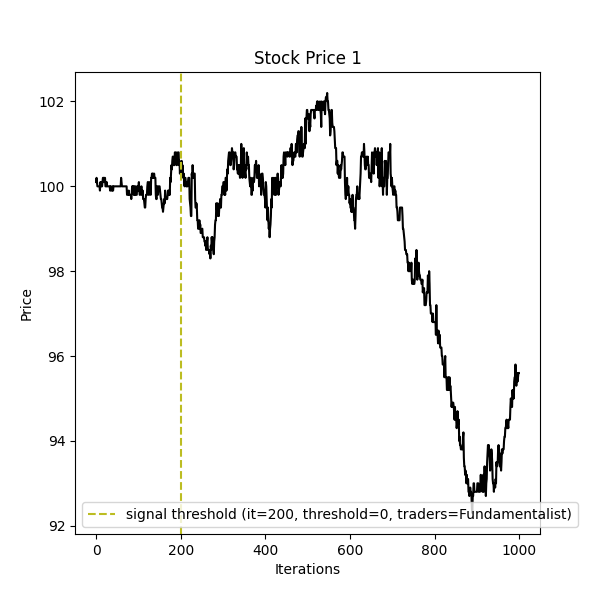 Stock Price 1
102
100
98
96
94
92
Price
signal threshold (it=200, threshold=0, traders=Fundamentalist)
0 200 400 600 800 1000
Iterations